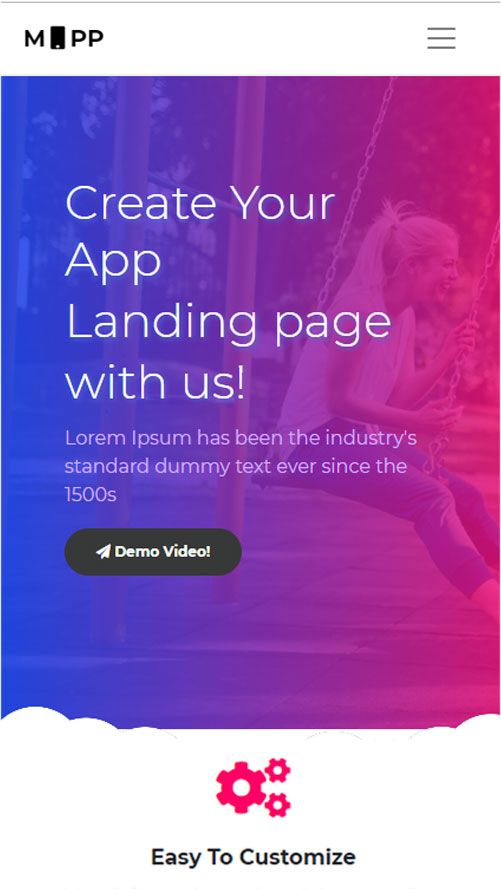 M PP
Create Your
App
Landing page
with us!
Lorem Ipsum has been the industry's
standard dummy text ever since the
1500s
Demo Video!
Easy To Customize